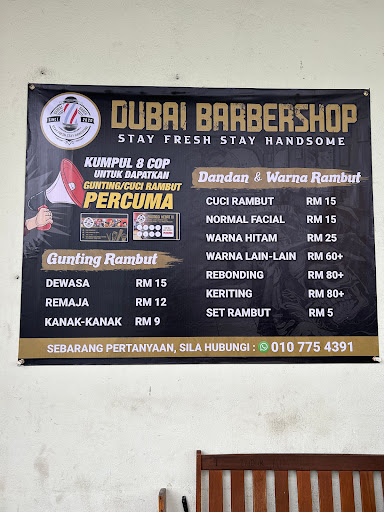 DUBAI BARBERSHOP
STAY FRESH STAY HANDSOME
KUMPUL 8 COP
UNTUK DAPATKAN
GUNTING/CUCI RAMBUT
PERCUMA
Gunting Rambut
DEWASA RM 15
REMAJA RM 12
KANAK-KANAK RM 9
Dandan & Warna Rambut
CUCI RAMBUT RM 15
NORMAL FACIAL RM 15
WARNA HITAM RM 25
WARNA LAIN-LAIN RM 60+
REBONDING RM 80+
KERITING RM 80+
SET RAMBUT RM 5
SEBARANG PERTANYAAN, SILA HUBUNGI : 010 775 4391